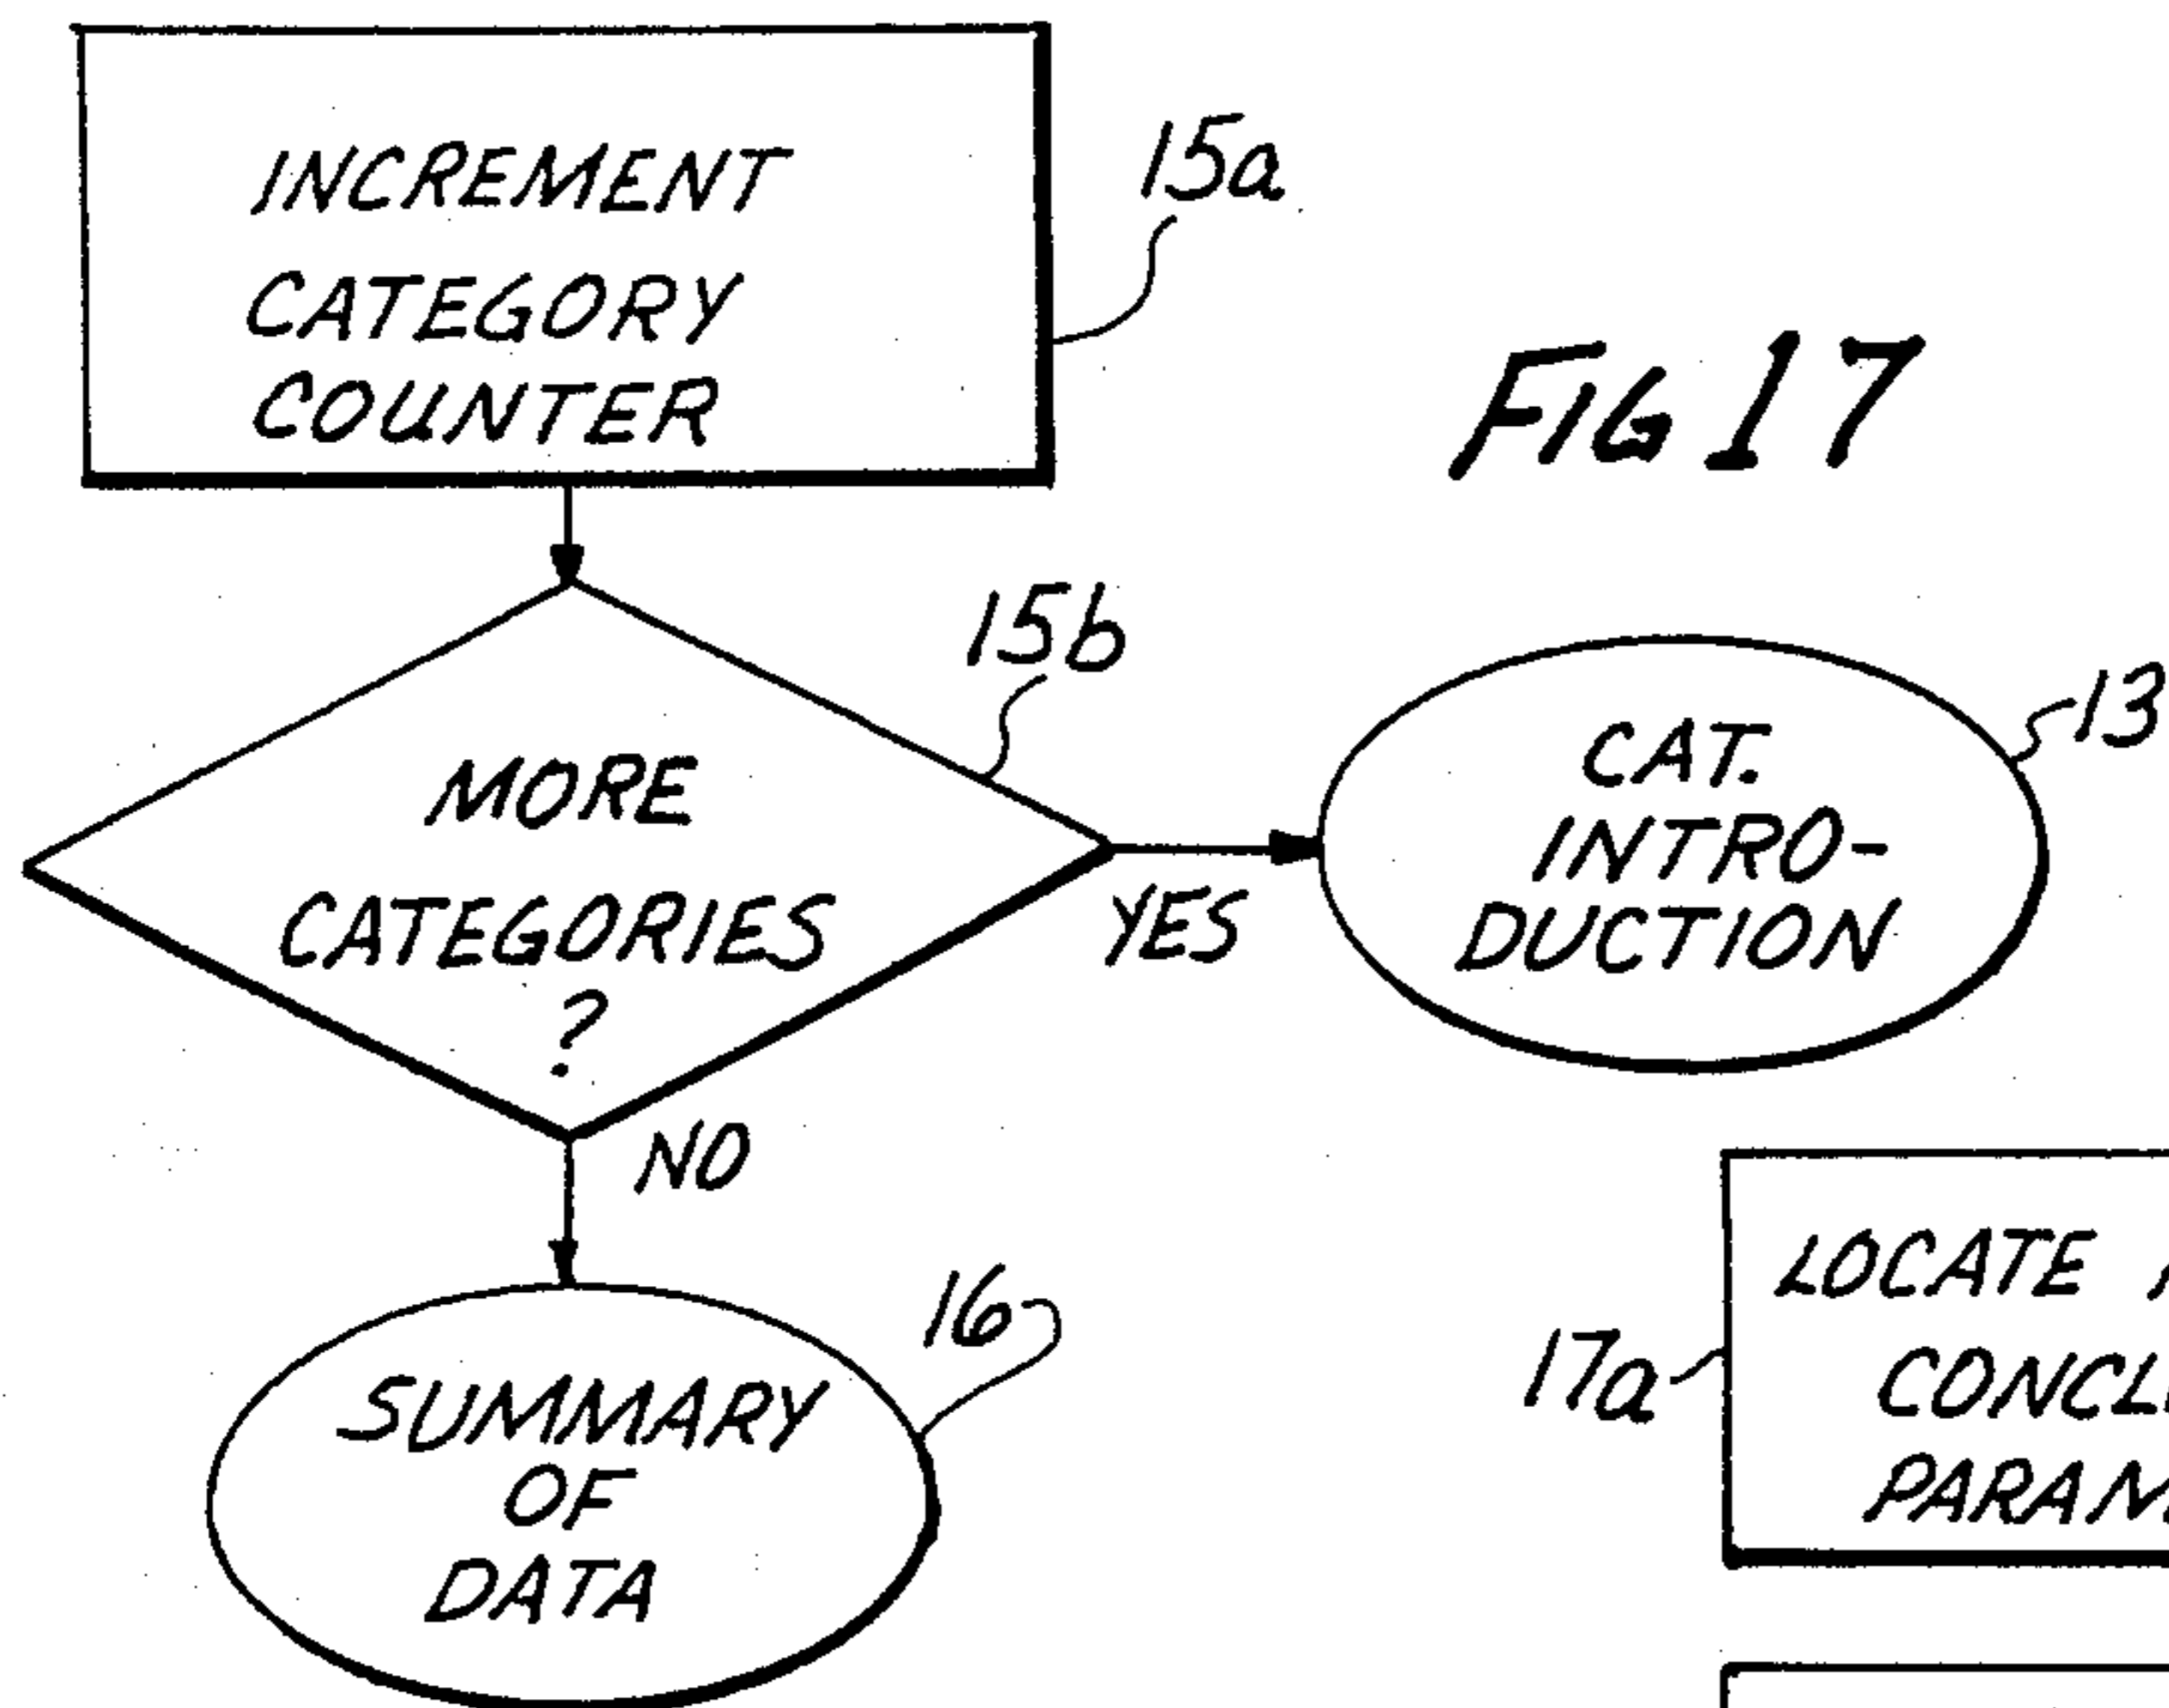 INCREMENT
CATEGORY
COUNTER
15a
FIG 17
15b
MORE
CATEGORIES
?
YES
NO
CAT.
INTRO-
DUCTION
13
16
SUMMARY
OF
DATA
17a
LOCATE